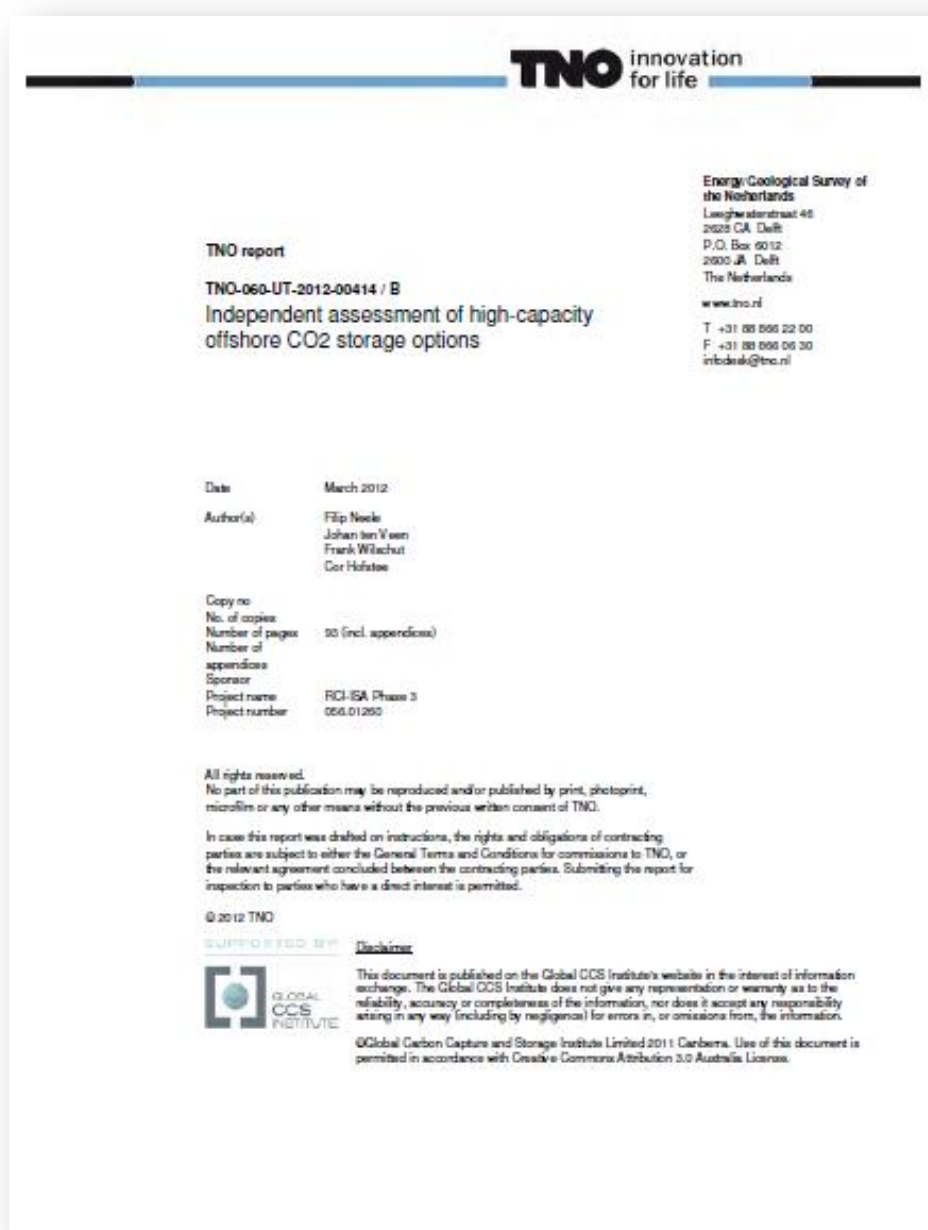 TNO innovation
for life
Energy/Geological Survey of
the Netherlands
Leeghwaterstraat 46
2628 CA Delft
P.O. Box 6012
2600 JA Delft
The Netherlands
www.tno.nl
T +31 88 866 22 00
F +31 88 866 06 30
infodesk@tno.nl
TNO report
TNO-060-UT-2012-00414 / B
Independent assessment of high-capacity
offshore CO2 storage options
Date March 2012
Author(s) Filip Neele
Johan ten Veen
Frank Wilschut
Cor Hofstee
Copy no
No. of copies
Number of pages 93 (incl. appendices)
Number of
appendices
Sponsor
Project name RCI-ISA Phase 3
Project number 056.01260
All rights reserved.
No part of this publication may be reproduced and/or published by print, photoprint,
microfilm or any other means without the previous written consent of TNO.
In case this report was drafted on instructions, the rights and obligations of contracting
parties are subject to either the General Terms and Conditions for commissions to TNO, or
the relevant agreement concluded between the contracting parties. Submitting the report for
inspection to parties who have a direct interest is permitted.
© 2012 TNO
SUPPORTED BY
GLOBAL
CCS
INSTITUTE
Disclaimer
This document is published on the Global CCS Institute's website in the interest of information
exchange. The Global CCS Institute does not give any representation or warranty as to the
reliability, accuracy or completeness of the information, nor does it accept any responsibility
arising in any way (including by negligence) for errors in, or omissions from, the information.
©Global Carbon Capture and Storage Institute Limited 2011 Canberra. Use of this document is
permitted in accordance with Creative Commons Attribution 3.0 Australia License.